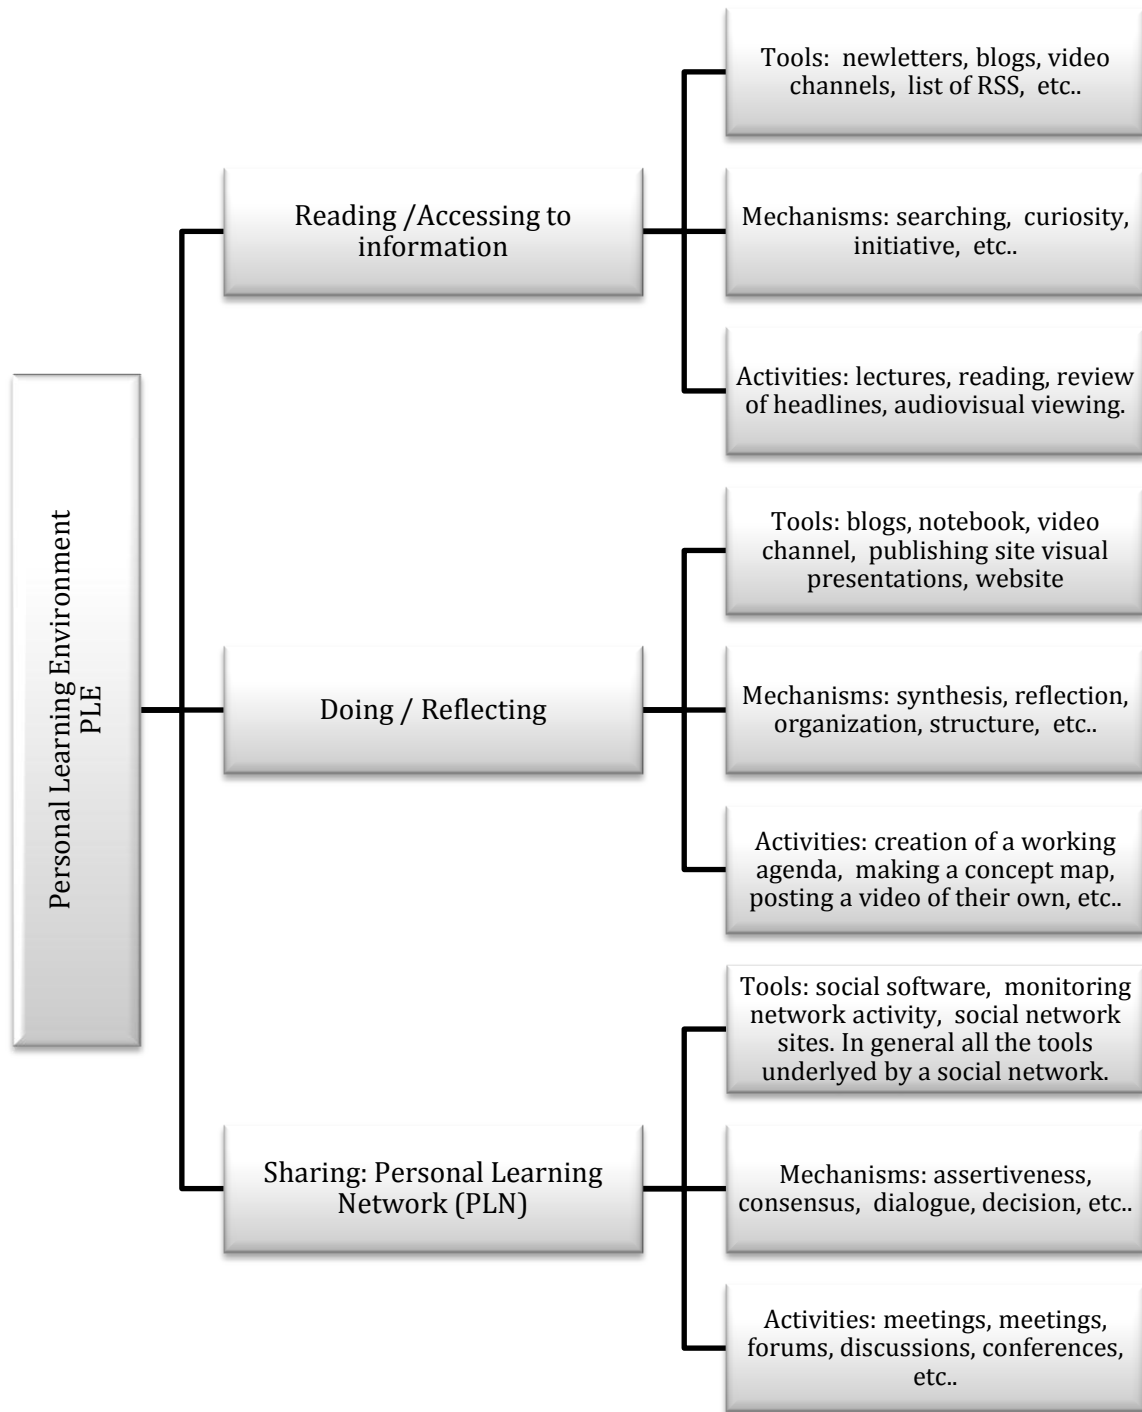 Personal Learning Environment
PLE
Reading /Accessing to
information
Tools: newletters, blogs, video
channels, list of RSS, etc..
Mechanisms: searching, curiosity,
initiative, etc..
Activities: lectures, reading, review
of headlines, audiovisual viewing.
Doing / Reflecting
Tools: blogs, notebook, video
channel, publishing site visual
presentations, website
Mechanisms: synthesis, reflection,
organization, structure, etc..
Activities: creation of a working
agenda, making a concept map,
posting a video of their own, etc..
Sharing: Personal Learning
Network (PLN)
Tools: social software, monitoring
network activity, social network
sites. In general all the tools
underlyed by a social network.
Mechanisms: assertiveness,
consensus, dialogue, decision, etc..
Activities: meetings, meetings,
forums, discussions, conferences,
etc..